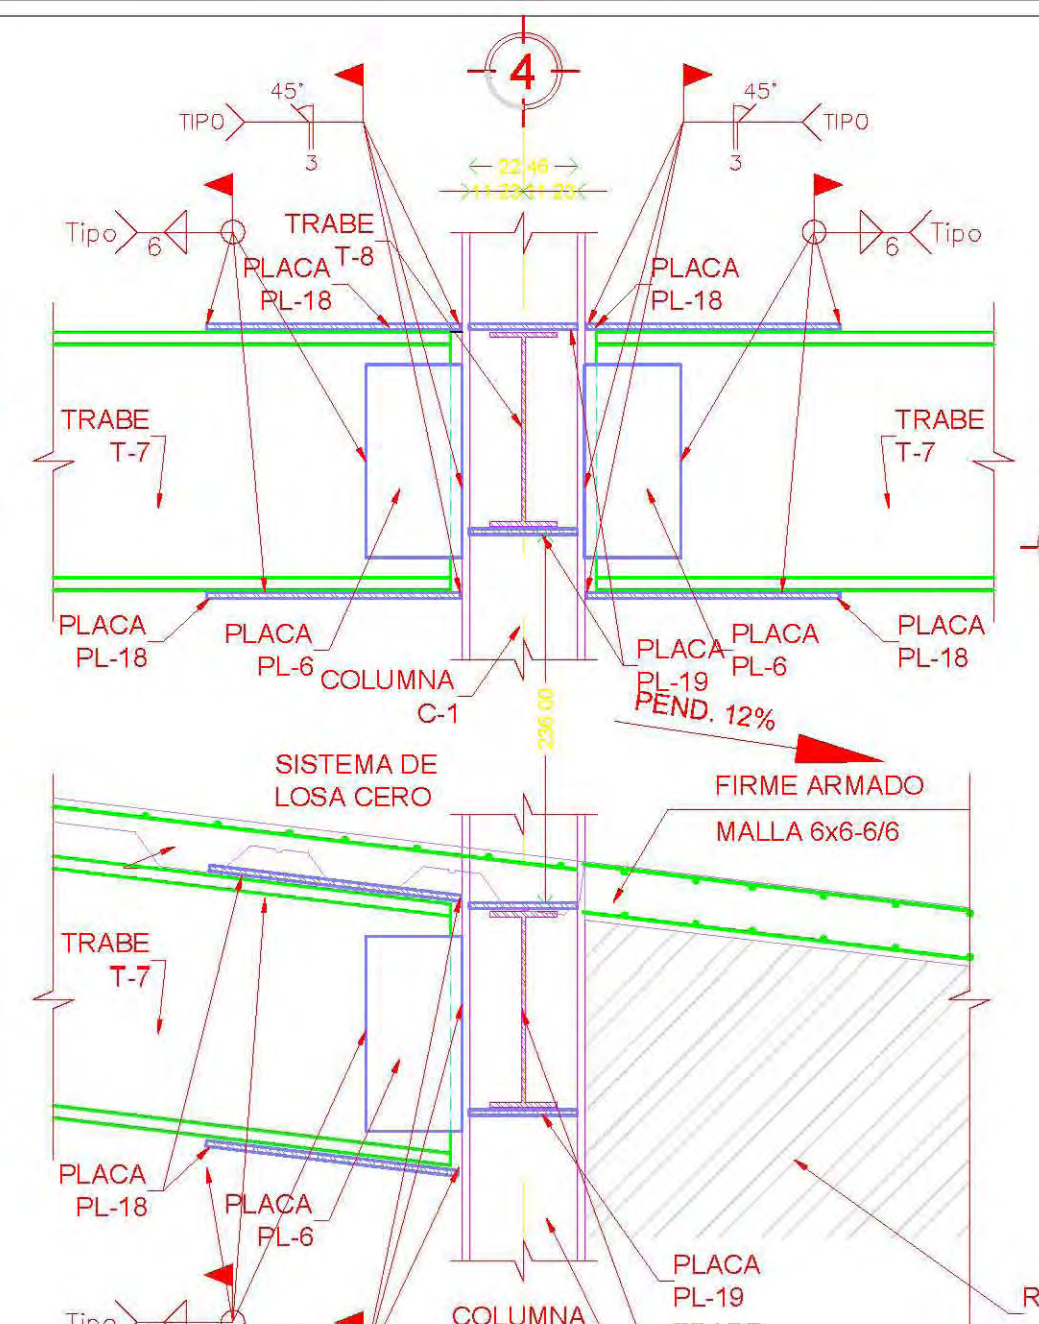 4
45°
45°
TIPO
TIPO
3
3
22.46
11.23
11.23
Tipo
6
6
Tipo
TRABE
T-8
PLACA
PL-18
PLACA
PL-18
TRABE
T-7
TRABE
T-7
PLACA
PL-18
PLACA
PL-6
PLACA
PL-19
PLACA
PL-6
PLACA
PL-18
COLUMNA
C-1
236.00
PEND. 12%
SISTEMA DE
LOSA CERO
FIRME ARMADO
MALLA 6x6-6/6
TRABE
T-7
PLACA
PL-18
PLACA
PL-6
PLACA
PL-19
Tipo
COLUMNA
R